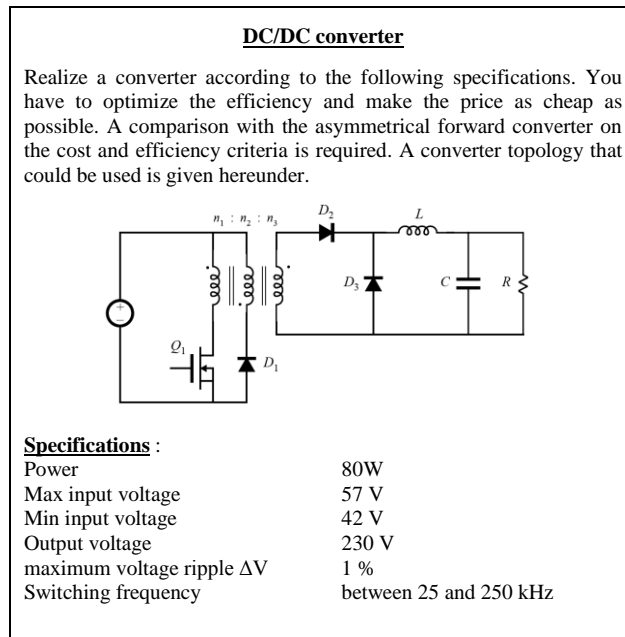 DC/DC converter
Realize a converter according to the following specifications. You
have to optimize the efficiency and make the price as cheap as
possible. A comparison with the asymmetrical forward converter on
the cost and efficiency criteria is required. A converter topology that
could be used is given hereunder.
n1 : n2 : n3
D2
L
D3
C
R
Q1
D1
Specifications :
Power 80W
Max input voltage 57 V
Min input voltage 42 V
Output voltage 230 V
maximum voltage ripple ΔV 1 %
Switching frequency between 25 and 250 kHz